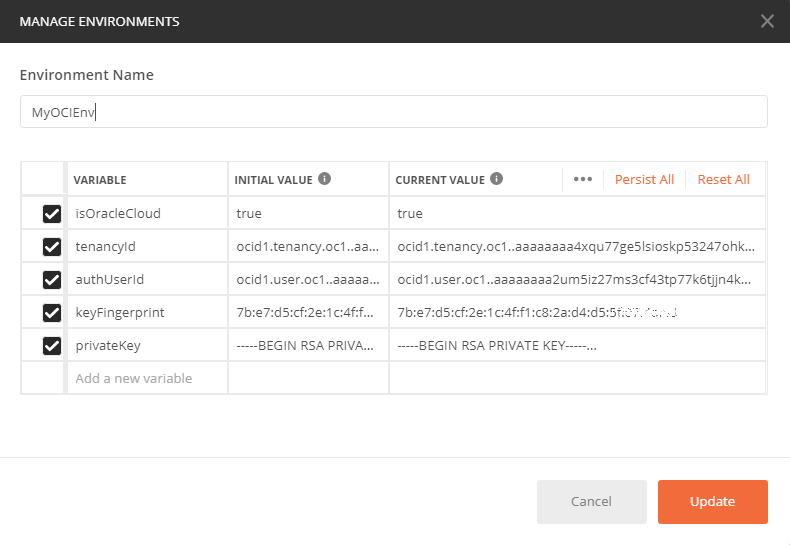 MANAGE ENVIRONMENTS
Environment Name
MyOCIEnv
VARIABLE INITIAL VALUE CURRENT VALUE ••• Persist All Reset All
isOracleCloud true true
tenancyId ocid1.tenancy.oc1..aa... ocid1.tenancy.oc1..aaaaaaaa4xqu77ge5lsioskp53247ohk...
authUserId ocid1.user.oc1..aaaaa... ocid1.user.oc1..aaaaaaaa2um5iz27ms3cf43tp77k6tjjn4k...
keyFingerprint 7b:e7:d5:cf:2e:1c:4f:f... 7b:e7:d5:cf:2e:1c:4f:f1:c8:2a:d4:d5:5f:
privateKey -----BEGIN RSA PRIVA... -----BEGIN RSA PRIVATE KEY-----...
Add a new variable
Cancel Update